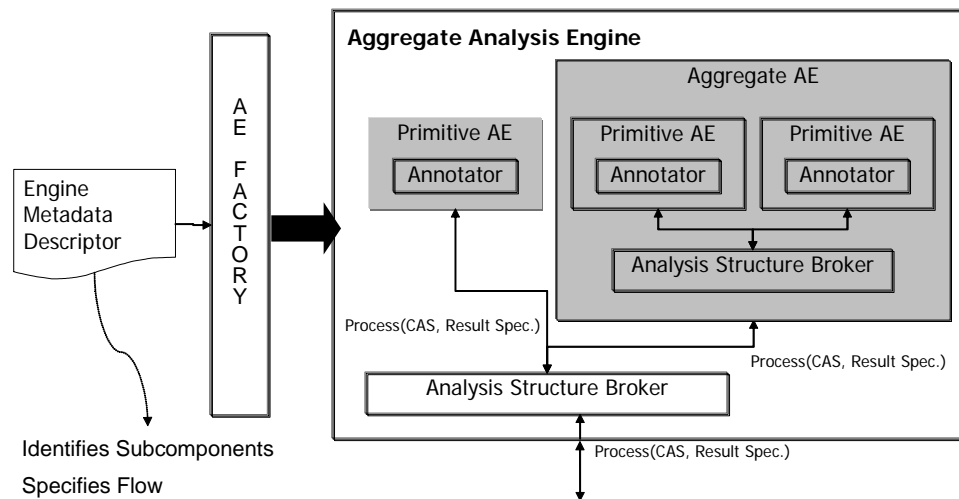 Engine
Metadata
Descriptor
Identifies Subcomponents
Specifies Flow
AE FACTORY
Aggregate Analysis Engine
Primitive AE
Annotator
Aggregate AE
Primitive AE
Annotator
Primitive AE
Annotator
Analysis Structure Broker
Process(CAS, Result Spec.)
Process(CAS, Result Spec.)
Analysis Structure Broker
Process(CAS, Result Spec.)